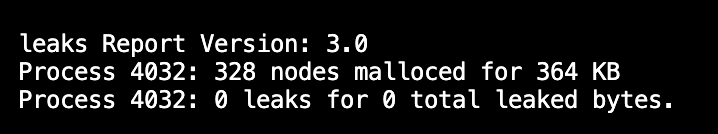 leaks Report Version: 3.0
Process 4032: 328 nodes malloced for 364 KB
Process 4032: 0 leaks for 0 total leaked bytes.